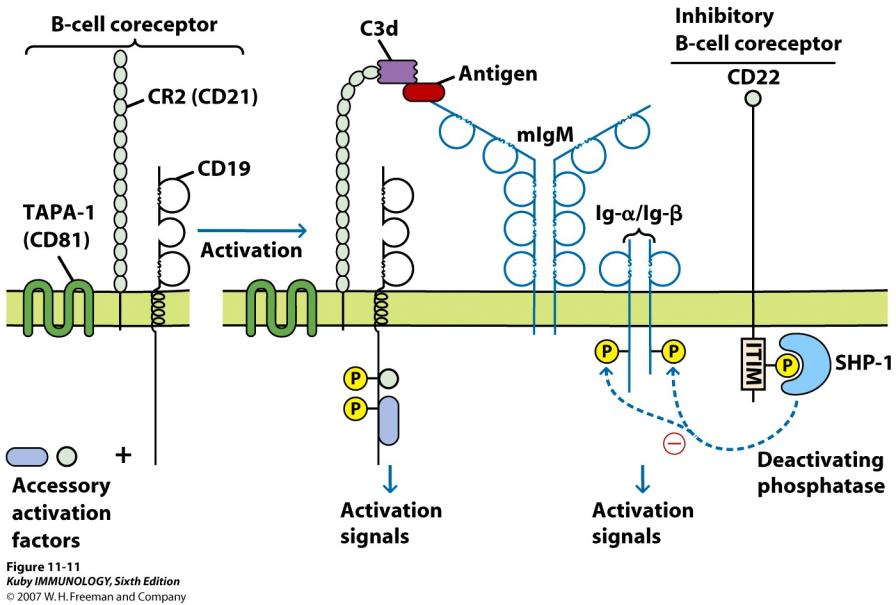 B-cell coreceptor
CR2 (CD21)
CD19
TAPA-1
(CD81)
Activation
C3d
Antigen
mIgM
Ig-α/Ig-β
Inhibitory
B-cell coreceptor
CD22
P
P
P
P
ITIM
P
SHP-1
−
Deactivating
phosphatase
+
Accessory
activation
factors
Activation
signals
Activation
signals
Figure 11-11
Kuby IMMUNOLOGY, Sixth Edition
© 2007 W. H. Freeman and Company